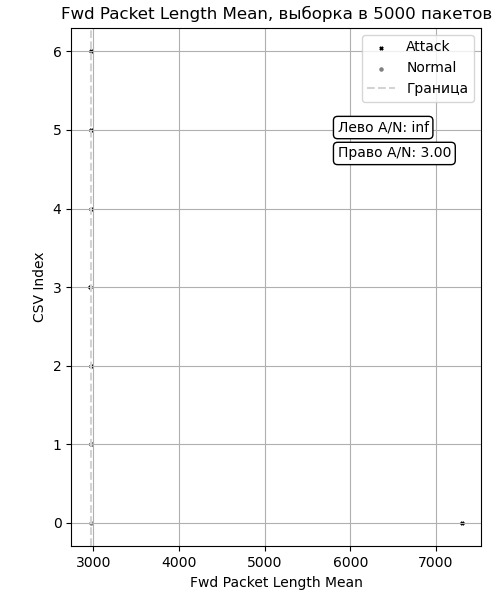 Fwd Packet Length Mean, выборка в 5000 пакетов
Attack
Normal
Граница
Лево A/N: inf
Право A/N: 3.00
6
5
4
3
2
1
0
CSV Index
3000 4000 5000 6000 7000
Fwd Packet Length Mean